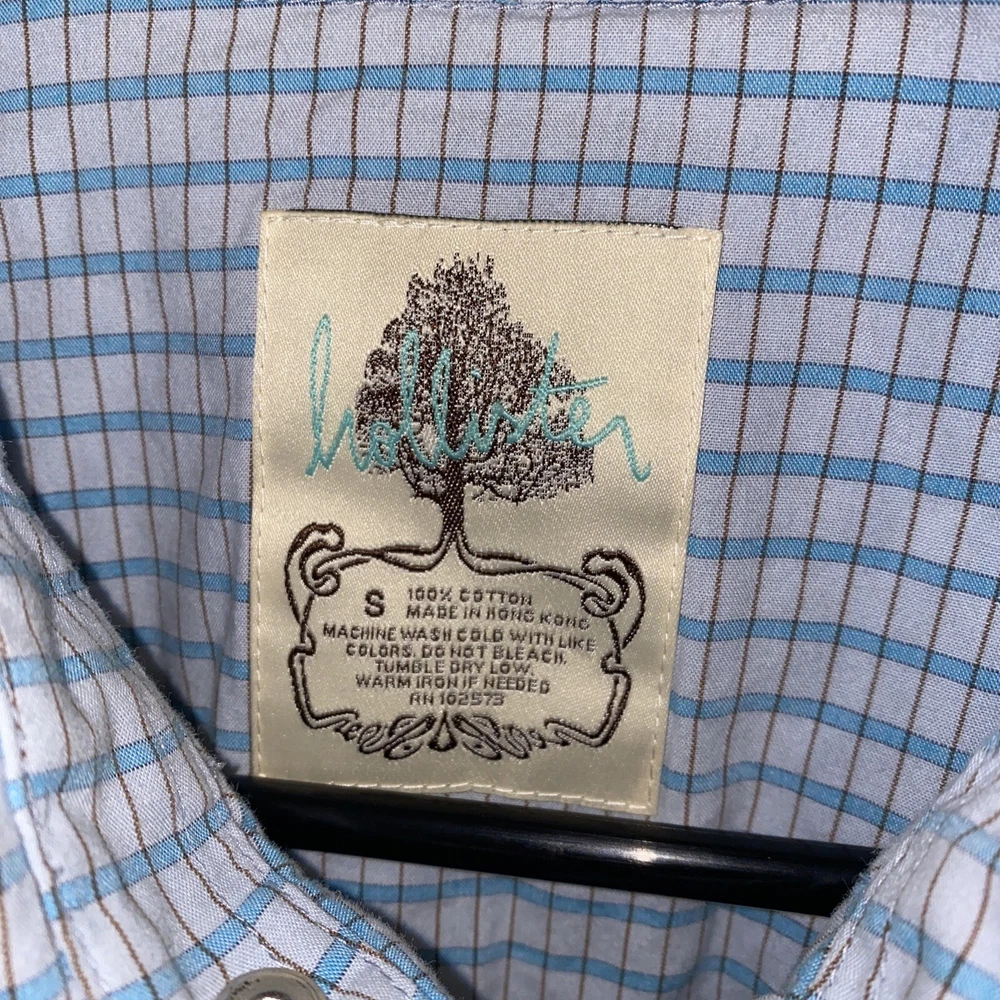 hollister
S 100% COTTON
MADE IN HONG KONG
MACHINE WASH COLD WITH LIKE
COLORS. DO NOT BLEACH.
TUMBLE DRY LOW.
WARM IRON IF NEEDED
RN 102573